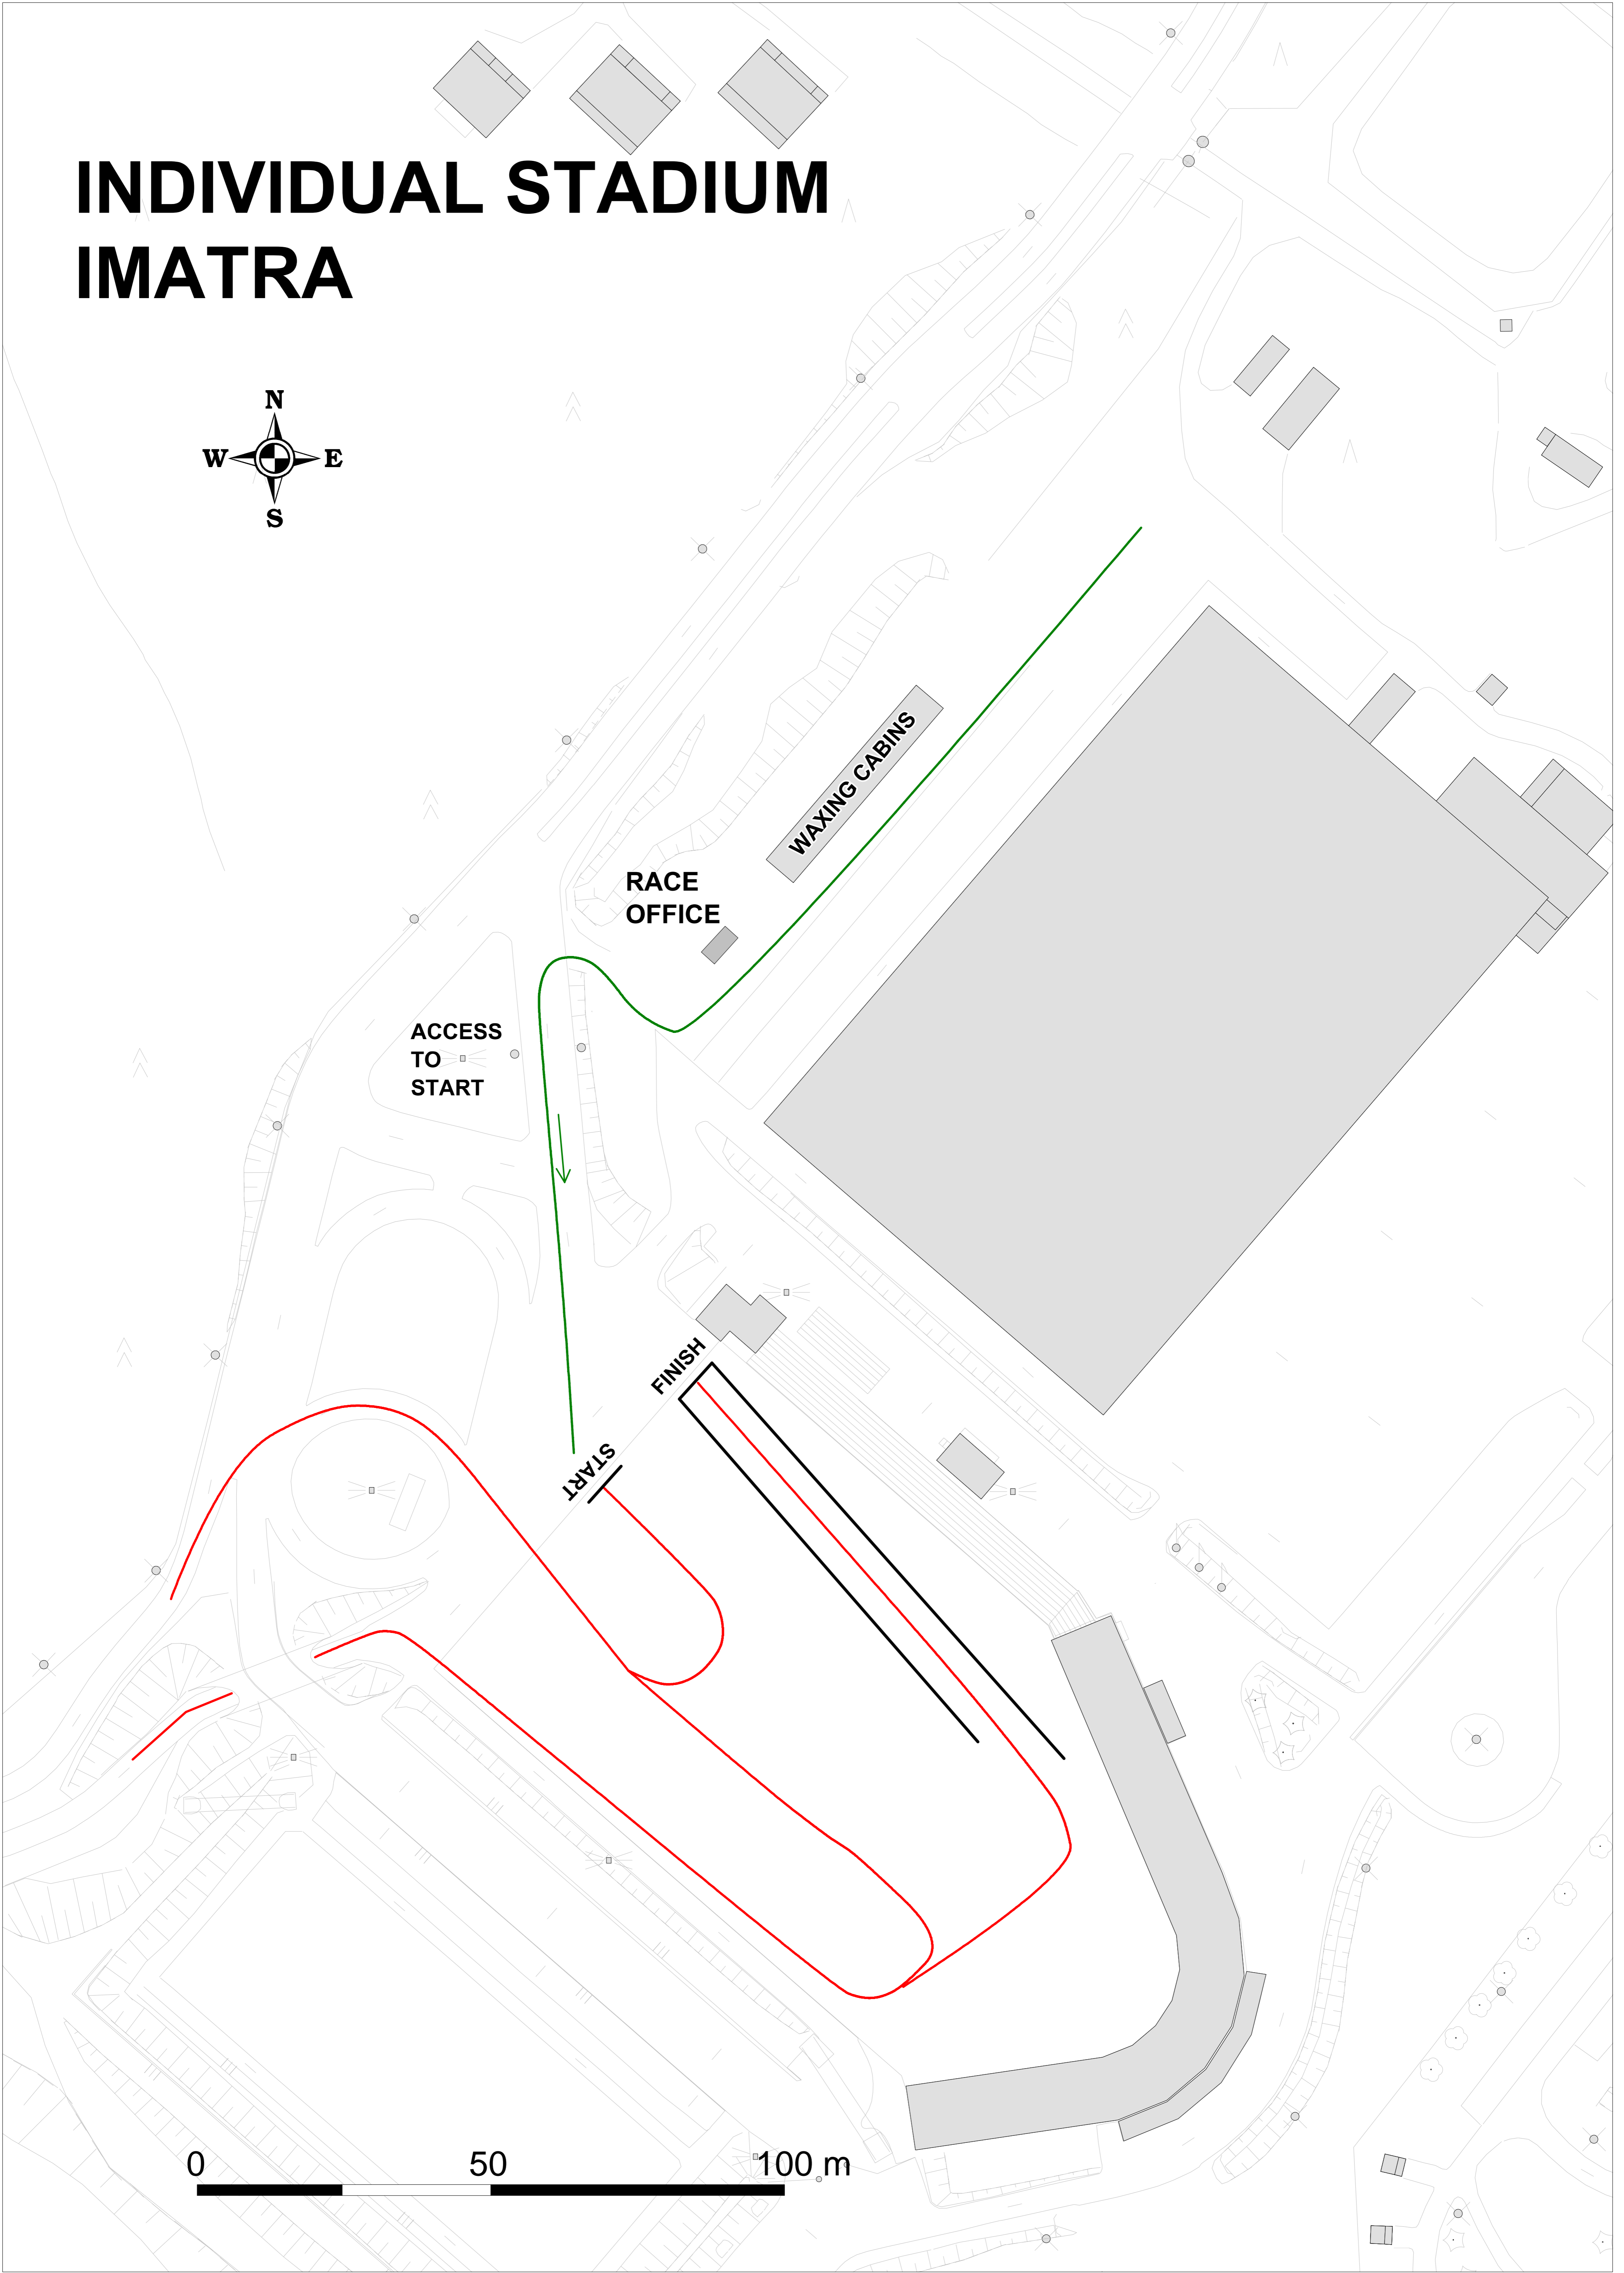 INDIVIDUAL STADIUM
IMATRA
N
W E
S
WAXING CABINS
RACE
OFFICE
ACCESS
TO
START
FINISH
START
0 50 100 m